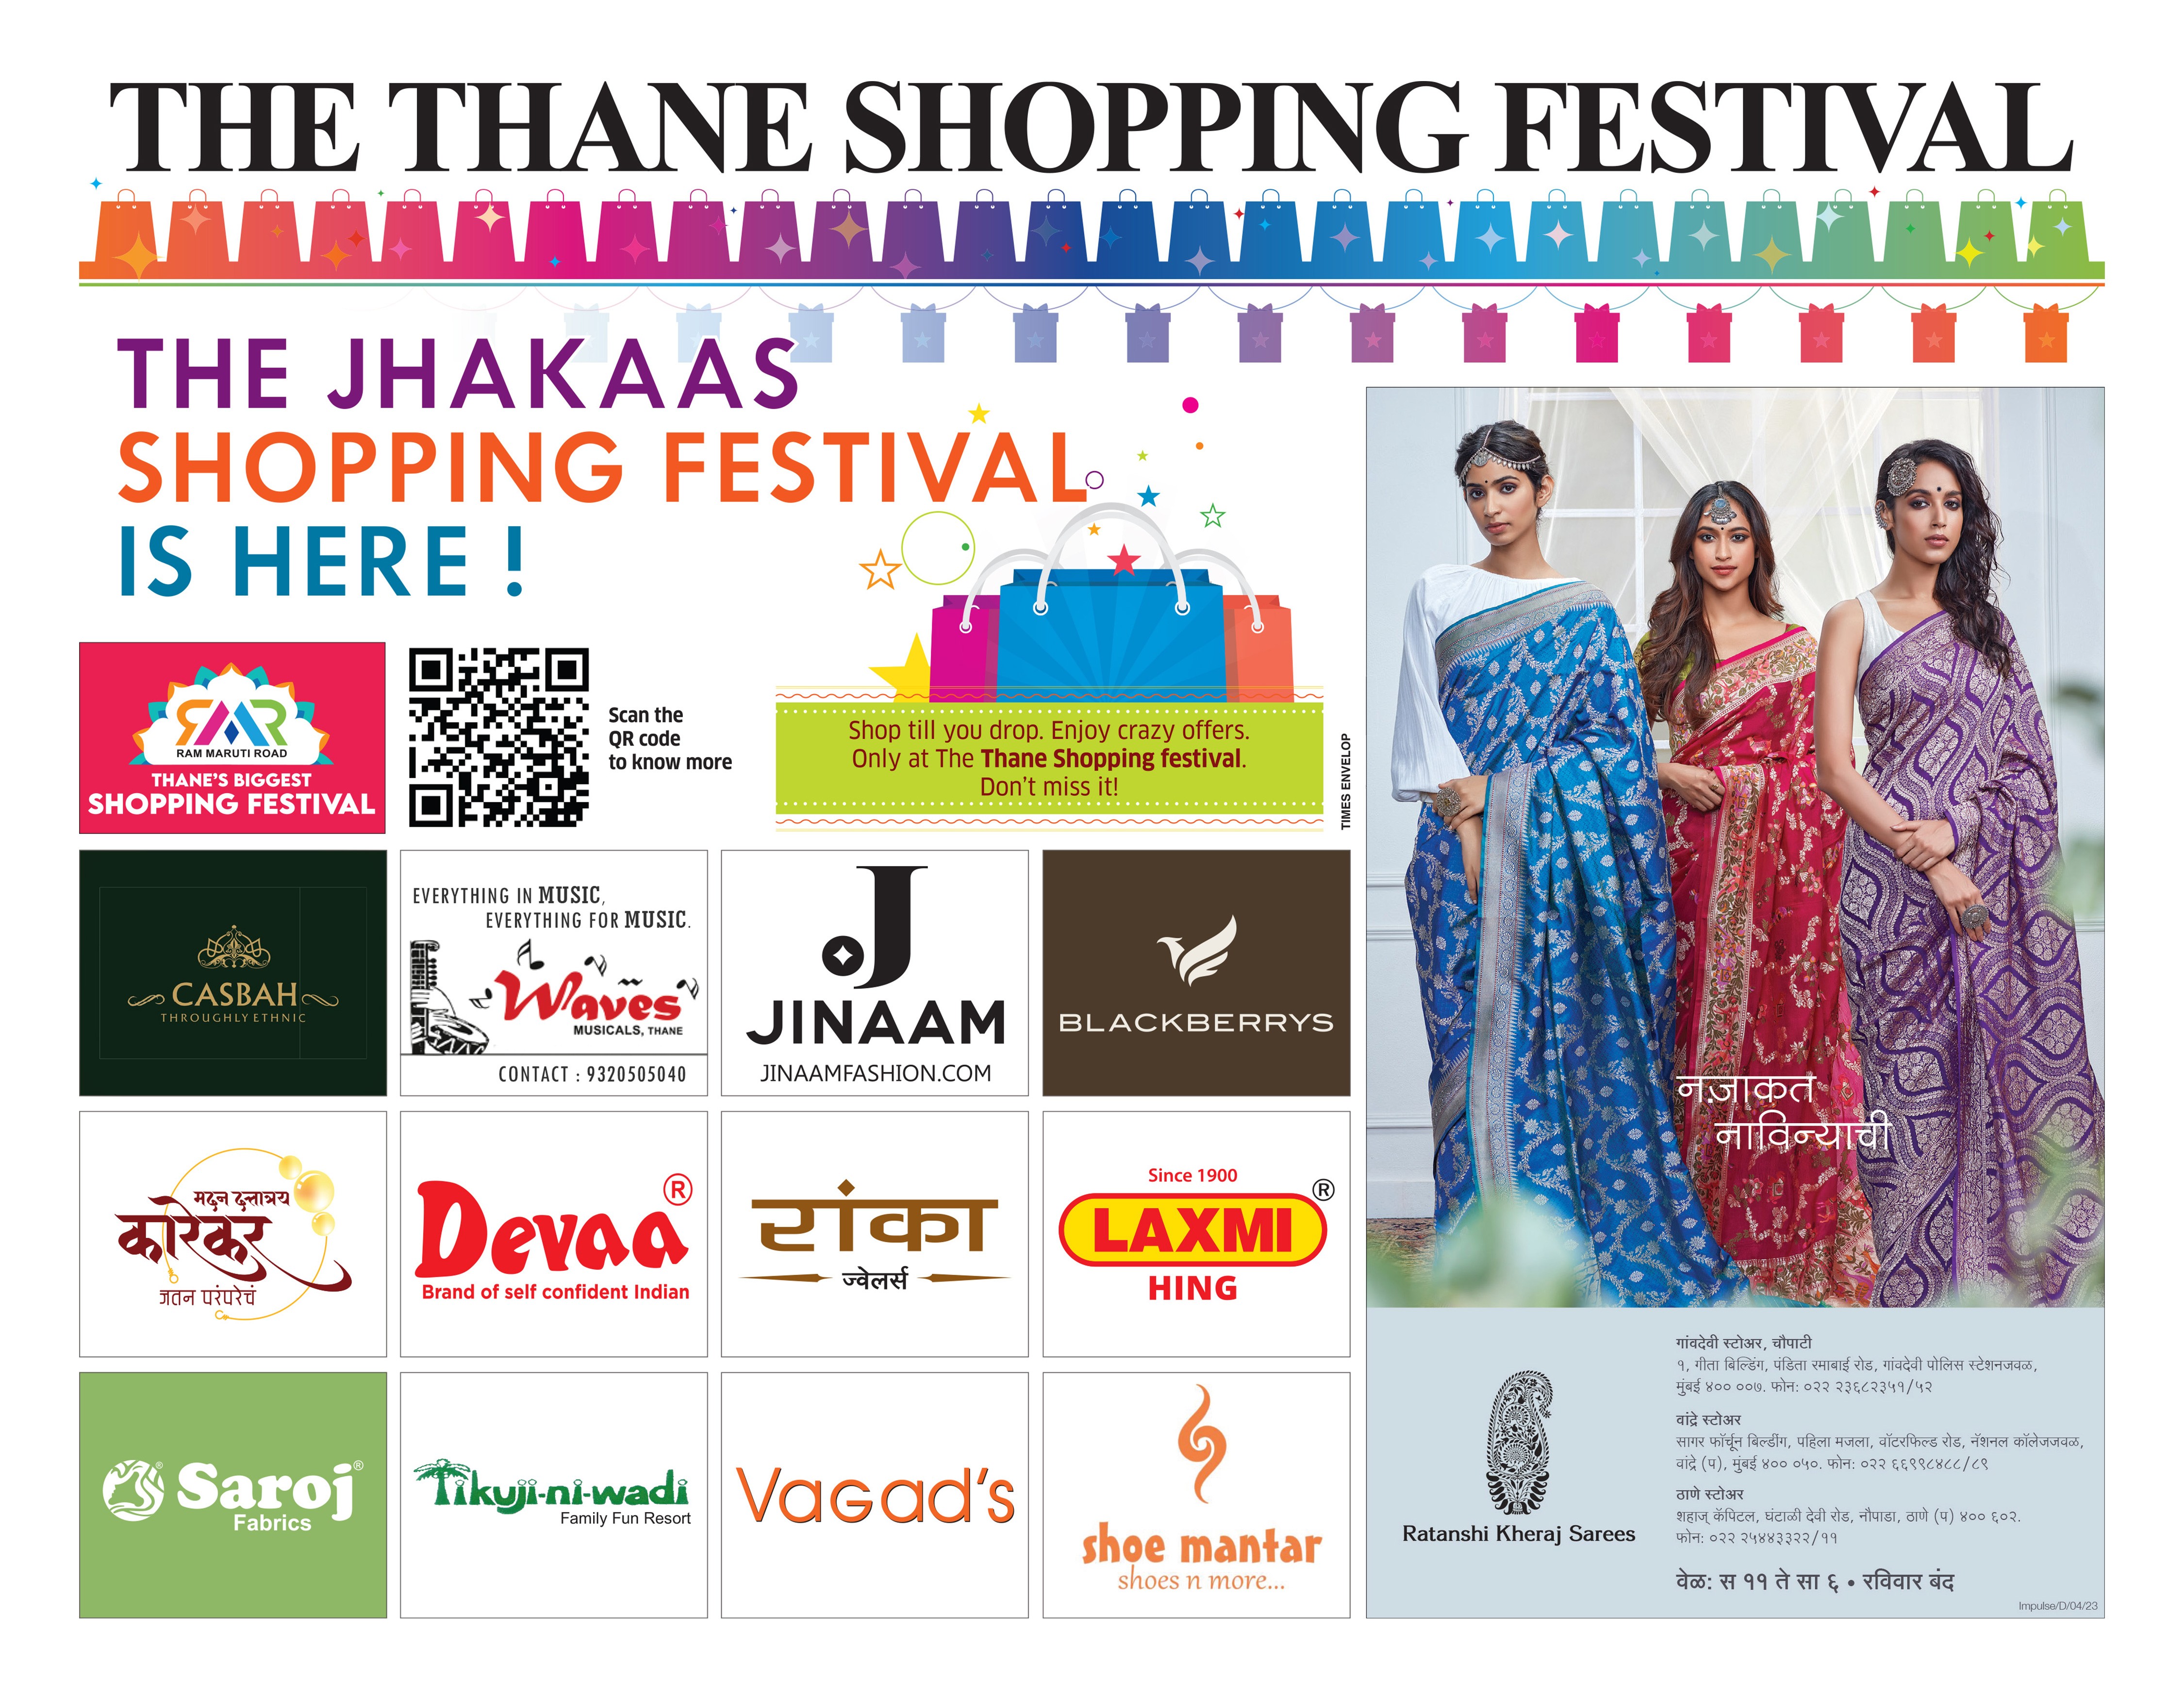 THE THANE SHOPPING FESTIVAL
THE JHAKAAS
SHOPPING FESTIVAL
IS HERE !
RMR
RAM MARUTI ROAD
THANE'S BIGGEST
SHOPPING FESTIVAL
Scan the
QR code
to know more
Shop till you drop. Enjoy crazy offers.
Only at The Thane Shopping festival.
Don't miss it!
TIMES ENVELOP
CASBAH
THROUGHLY ETHNIC
EVERYTHING IN MUSIC,
EVERYTHING FOR MUSIC.
Waves
MUSICALS, THANE
CONTACT : 9320505040
J
JINAAM
JINAAMFASHION.COM
BLACKBERRYS
मदन दत्तात्रय
कारेकर
जतन परंपरेचं
Devaa®
Brand of self confident Indian
रांका
ज्वेलर्स
Since 1900
LAXMI®
HING
Saroj®
Fabrics
Tikuji-ni-wadi
Family Fun Resort
VaGad's
shoe mantar
shoes n more...
नज़ाकत
नाविन्याची
Ratanshi Kheraj Sarees
गांवदेवी स्टोअर, चौपाटी
१, गीता बिल्डिंग, पंडिता रमाबाई रोड, गांवदेवी पोलिस स्टेशनजवळ,
मुंबई ४०० ००७. फोन: ०२२ २३६८२३५१/५२
वांद्रे स्टोअर
सागर फॉर्चून बिल्डींग, पहिला मजला, वॉटरफिल्ड रोड, नॅशनल कॉलेजजवळ,
वांद्रे (प), मुंबई ४०० ०५०. फोन: ०२२ ६६९९८४८८/८९
ठाणे स्टोअर
शहाज् कॅपिटल, घंटाळी देवी रोड, नौपाडा, ठाणे (प) ४०० ६०२.
फोन: ०२२ २५४४३३२२/११
वेळ: स ११ ते सा ६ • रविवार बंद
Impulse/D/04/23